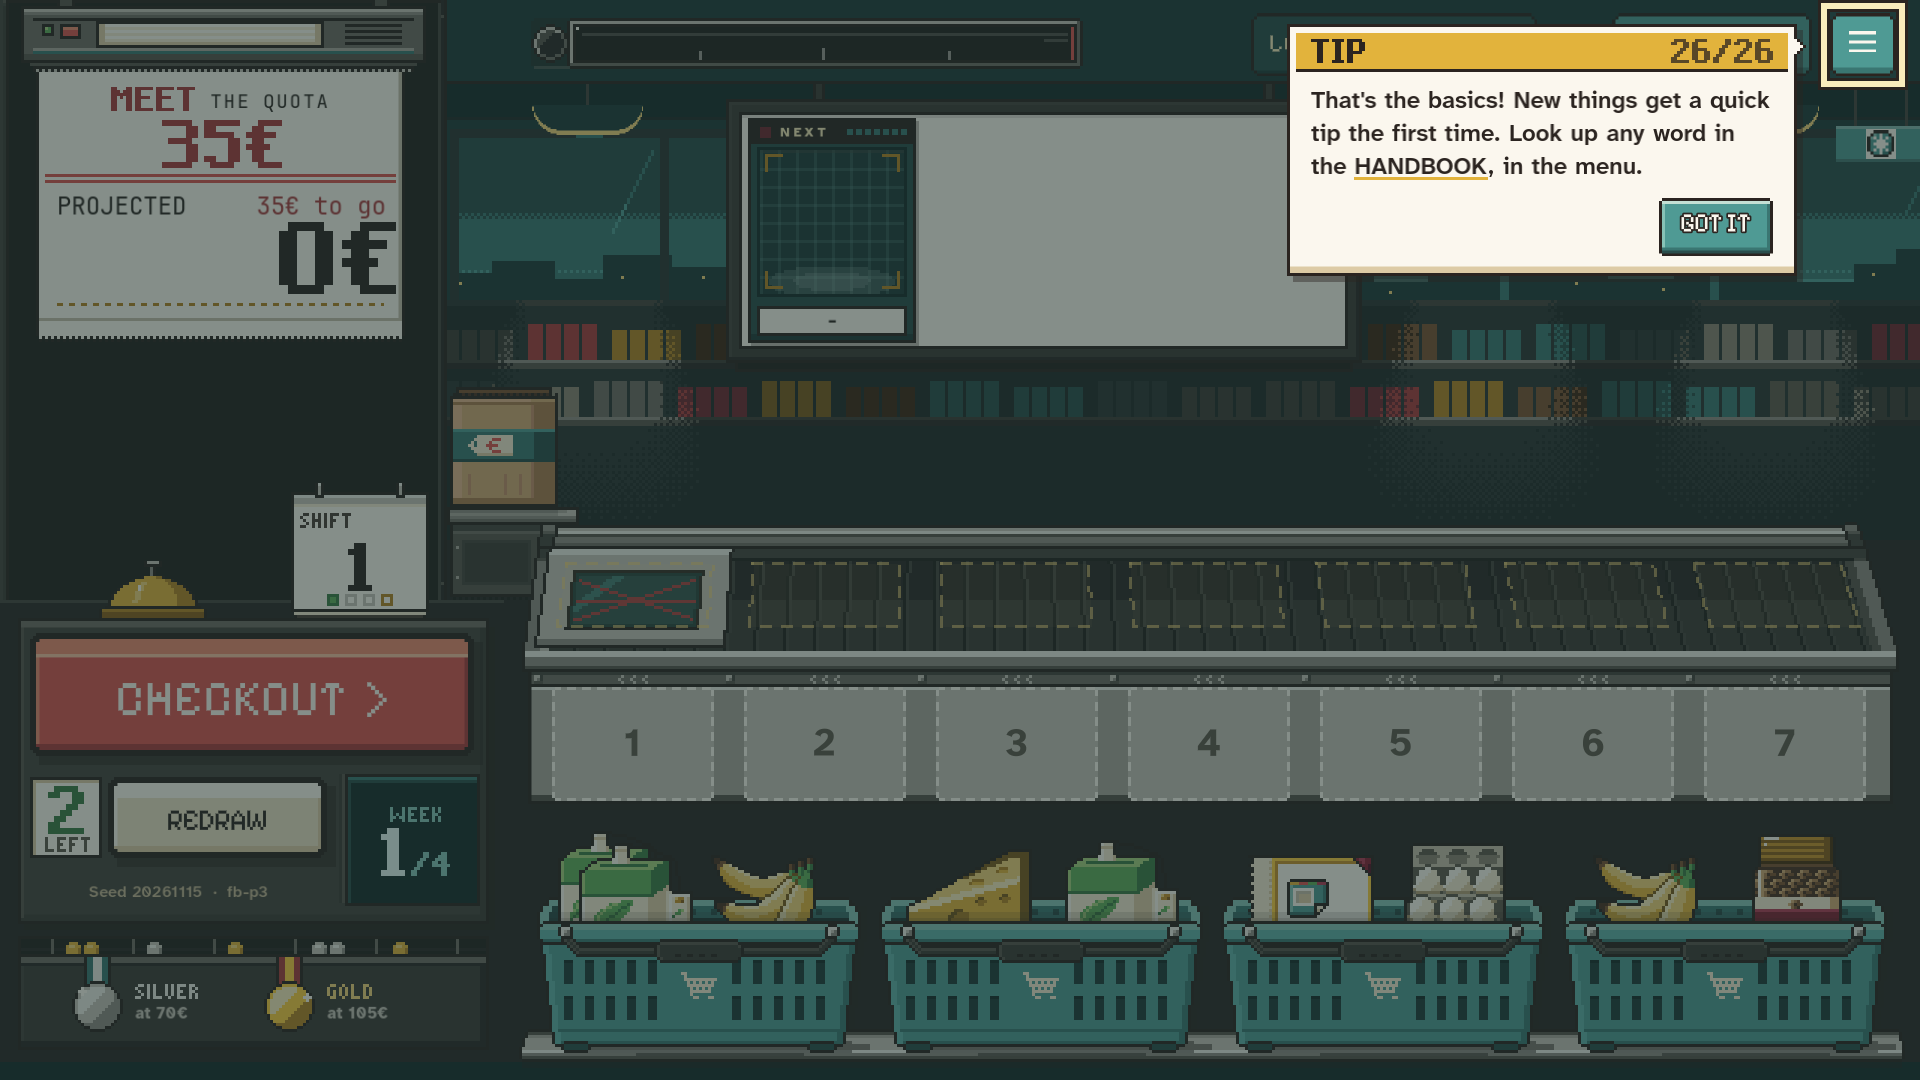 MEET THE QUOTA
35€
PROJECTED 35€ to go
0€
SHIFT
1
CHECKOUT >
2
LEFT
REDRAW
WEEK
1/4
Seed 20261115 · fb-p3
SILVER
at 70€
GOLD
at 105€
NEXT
-
TIP 26/26
That's the basics! New things get a quick
tip the first time. Look up any word in
the HANDBOOK, in the menu.
GOT IT
€
1 2 3 4 5 6 7